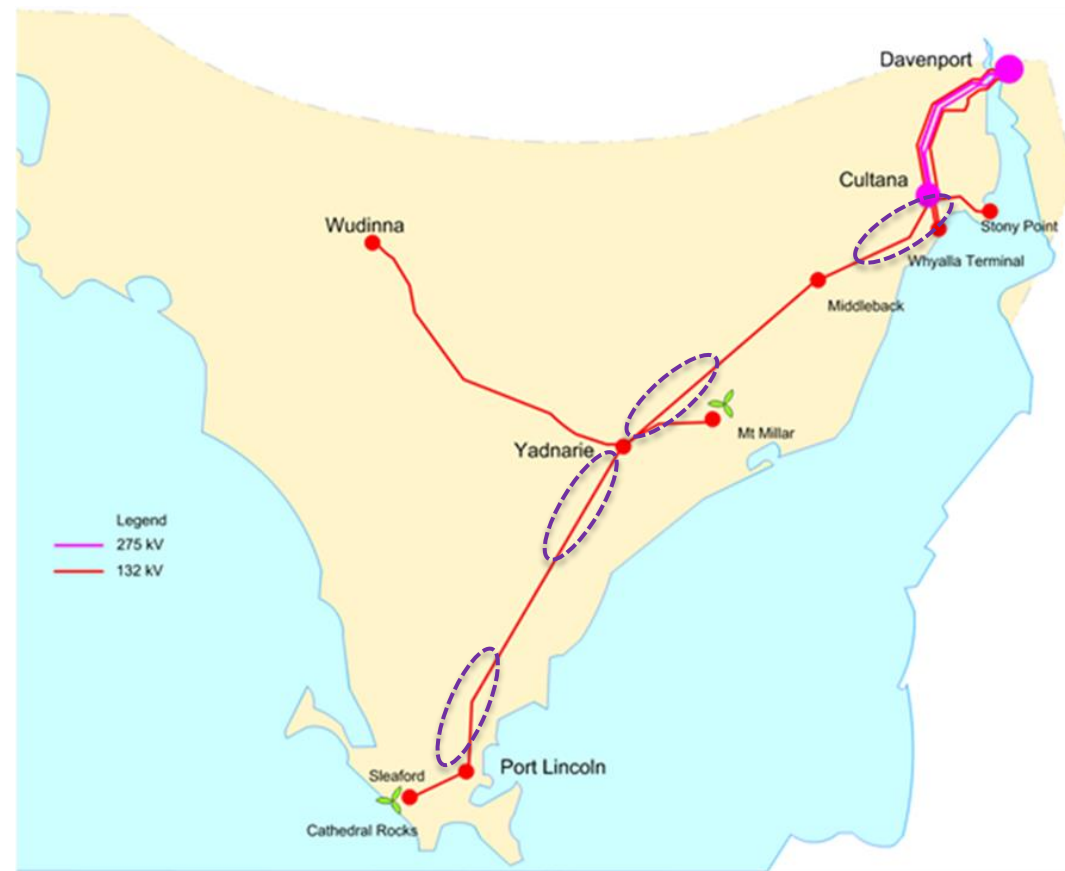 Davenport
Cultana
Stony Point
Wudinna
Whyalla Terminal
Middleback
Mt Millar
Yadnarie
Legend
275 kV
132 kV
Port Lincoln
Sleaford
Cathedral Rocks